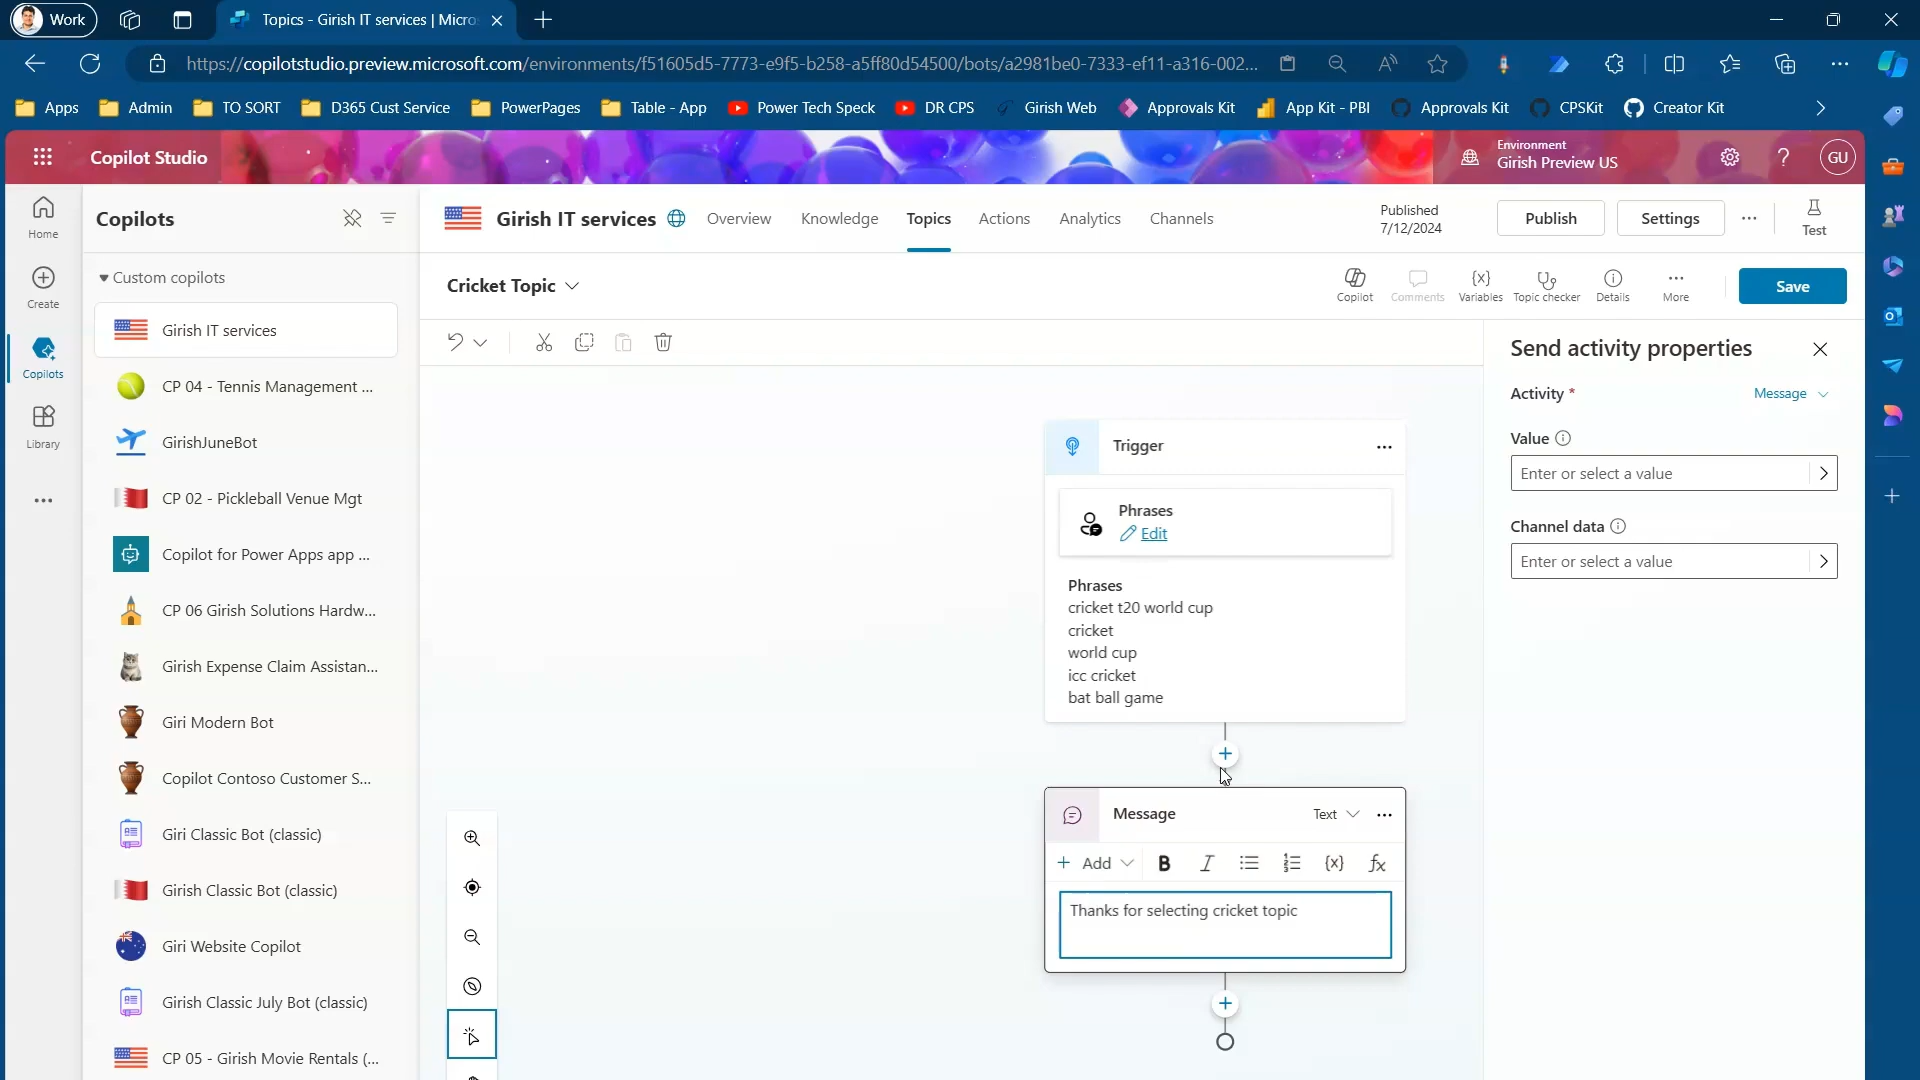 Work
Topics - Girish IT services | Micros
https://copilotstudio.preview.microsoft.com/environments/f51605d5-7773-e9f5-b258-a5ff80d54500/bots/a2981be0-7333-ef11-a316-002...
Apps
Admin
TO SORT
D365 Cust Service
PowerPages
Table - App
Power Tech Speck
DR CPS
Girish Web
Approvals Kit
App Kit - PBI
Approvals Kit
CPSKit
Creator Kit
Copilot Studio
Environment
Girish Preview US
GU
Home
Create
Copilots
Library
Copilots
Custom copilots
Girish IT services
CP 04 - Tennis Management ...
GirishJuneBot
CP 02 - Pickleball Venue Mgt
Copilot for Power Apps app ...
CP 06 Girish Solutions Hardw...
Girish Expense Claim Assistan...
Giri Modern Bot
Copilot Contoso Customer S...
Giri Classic Bot (classic)
Girish Classic Bot (classic)
Giri Website Copilot
Girish Classic July Bot (classic)
CP 05 - Girish Movie Rentals (...
Girish IT services
Overview
Knowledge
Topics
Actions
Analytics
Channels
Published
7/12/2024
Publish
Settings
Test
Cricket Topic
Copilot
Comments
Variables
Topic checker
Details
More
Save
Trigger
Phrases
Edit
Phrases
cricket t20 world cup
cricket
world cup
icc cricket
bat ball game
Message
Text
Add
B
I
{x}
fx
Thanks for selecting cricket topic
Send activity properties
Activity *
Message
Value
Enter or select a value
Channel data
Enter or select a value